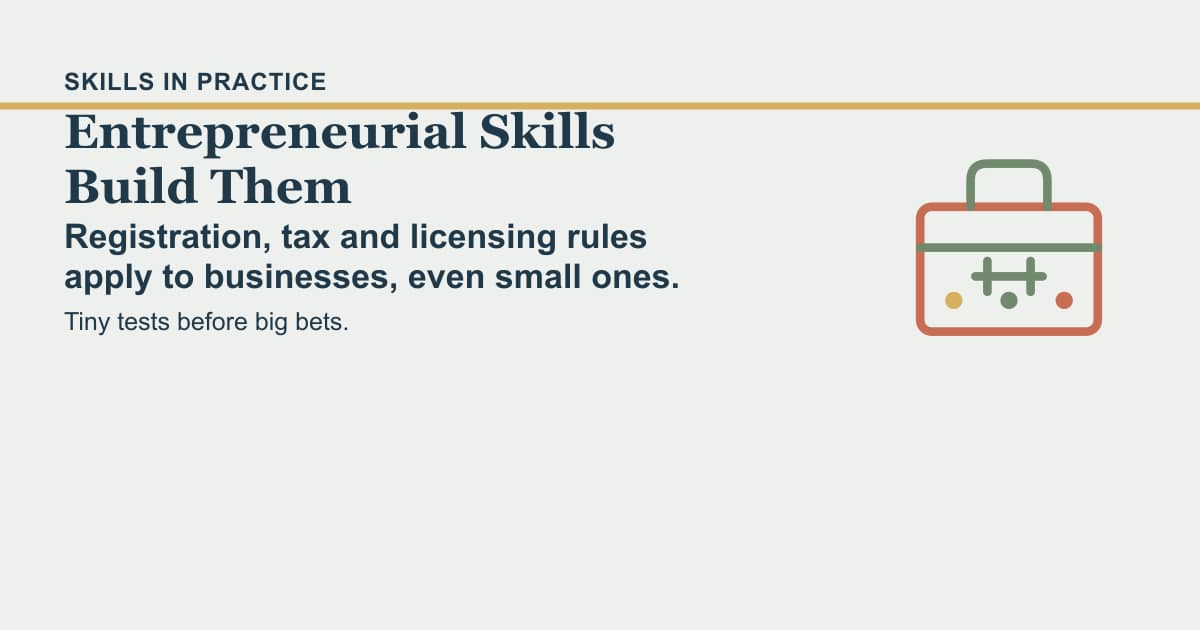 SKILLS IN PRACTICE
Entrepreneurial Skills
Build Them
Registration, tax and licensing rules
apply to businesses, even small ones.
Tiny tests before big bets.